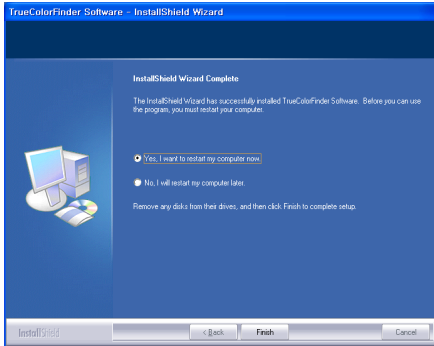 TrueColorFinder Software - InstallShield Wizard
InstallShield Wizard Complete
The InstallShield Wizard has successfully installed TrueColorFinder Software. Before you can use
the program, you must restart your computer.
Yes, I want to restart my computer now.
No, I will restart my computer later.
Remove any disks from their drives, and then click Finish to complete setup.
InstallShield
< Back
Finish
Cancel